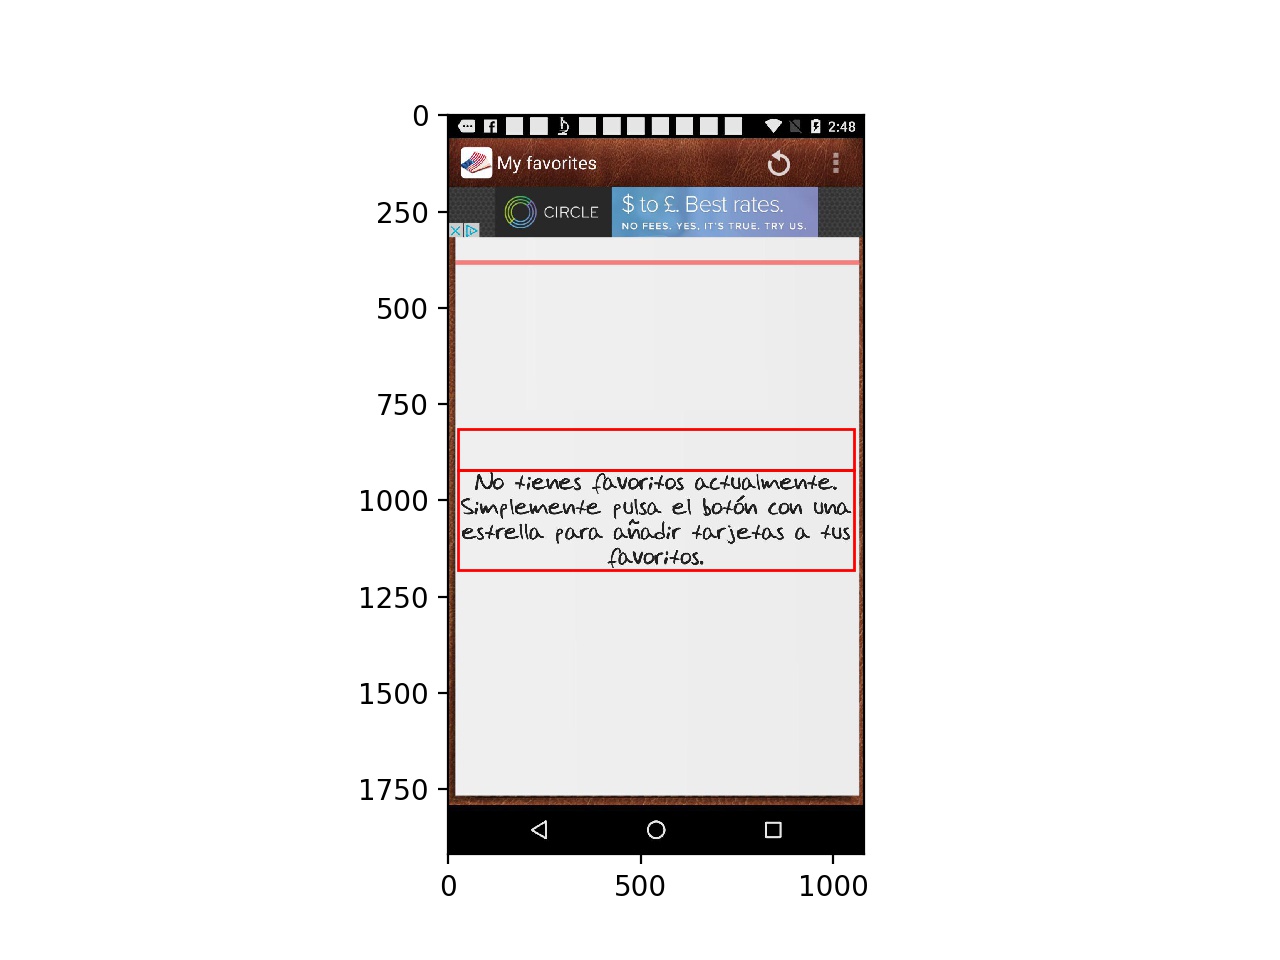 0
250
500
750
1000
1250
1500
1750
0
500
1000
2:48
My favorites
CIRCLE
$ to £. Best rates.
NO FEES. YES, IT'S TRUE. TRY US.
No tienes favoritos actualmente.
Simplemente pulsa el botón con una
estrella para añadir tarjetas a tus
favoritos.